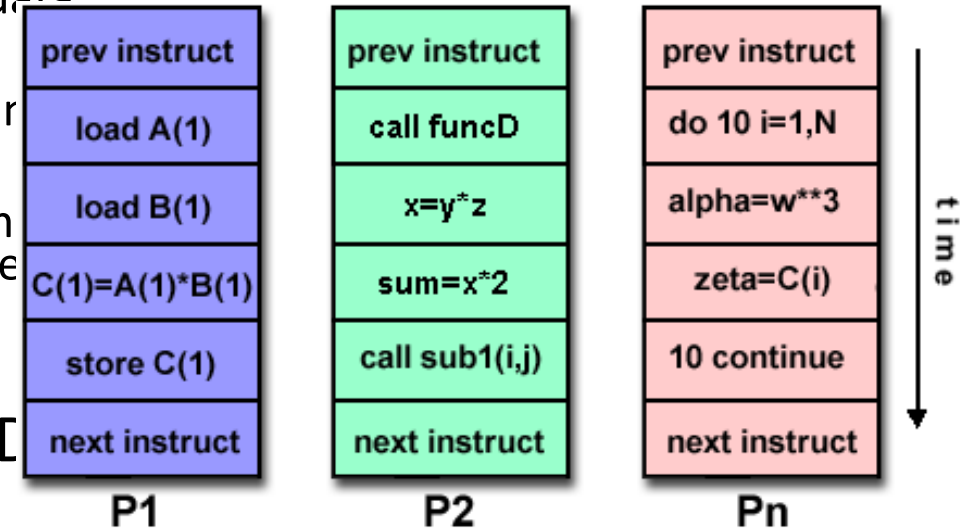 prev instruct
load A(1)
load B(1)
C(1)=A(1)*B(1)
store C(1)
next instruct
P1
prev instruct
call funcD
x=y*z
sum=x*2
call sub1(i,j)
next instruct
P2
prev instruct
do 10 i=1,N
alpha=w**3
zeta=C(i)
10 continue
next instruct
Pn
time